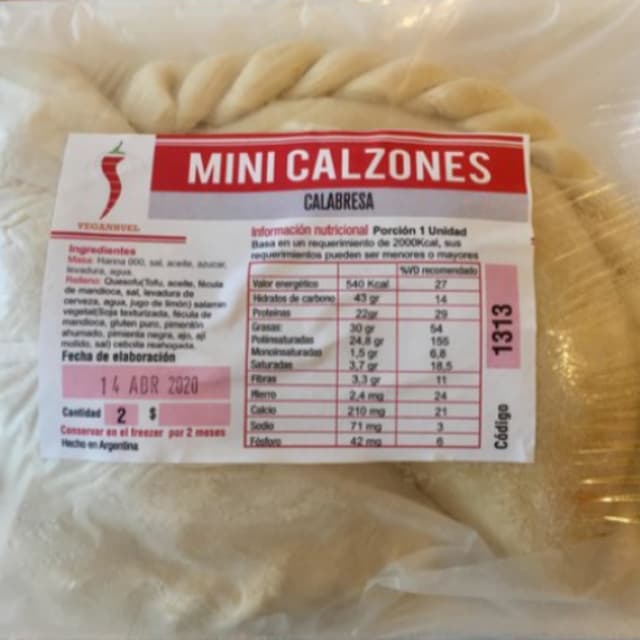 MINI CALZONES
CALABRESA
VEGANHUEL
Ingredientes
Masa: Harina 000, sal, aceite, azucar,
levadura, agua.
Relleno: Quesofu(Tofu, aceite, fécula
de mandioca, sal, levadura de
cerveza, agua, jugo de limón) salamin
vegetal(Soja texturizada, fécula de
mandioca, gluten puro, pimentón
ahumado, pimienta negra, ajo, ají
molido, sal) cebolla rehogada.
Fecha de elaboración
14 ABR 2020
Cantidad 2 $
Conservar en el freezer por 2 meses
Hecho en Argentina
Información nutricional Porción 1 Unidad
Basa en un requerimiento de 2000Kcal, sus
requerimientos pueden ser menores o mayores
%VD recomendado
Valor energético 540 Kcal 27
Hidratos de carbono 43 gr 14
Proteinas 22gr 29
Grasas: 30 gr 54
Poliinsaturadas 24,8 gr 155
Monoinsaturadas 1,5 gr 6,8
Saturadas 3,7 gr 18,5
Fibras 3,3 gr 11
Hierro 2,4 mg 24
Calcio 210 mg 21
Sodio 71 mg 3
Fósforo 42 mg 6
Código 1313